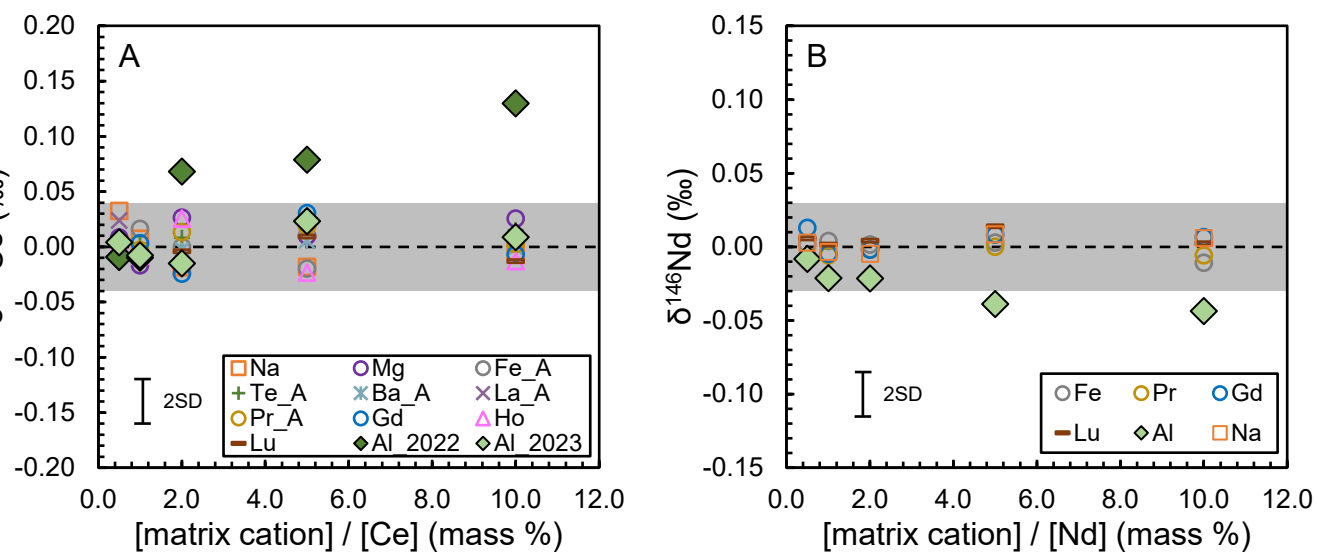 A
0.20
0.15
0.10
0.05
0.00
-0.05
-0.10
-0.15
-0.20
2SD
Na Mg Fe_A
Te_A Ba_A La_A
Pr_A Gd Ho
Lu Al_2022 Al_2023
0.0 2.0 4.0 6.0 8.0 10.0 12.0
[matrix cation] / [Ce] (mass %)
B
δ¹⁴⁶Nd (‰)
0.15
0.10
0.05
0.00
-0.05
-0.10
-0.15
2SD
Fe Pr Gd
Lu Al Na
0.0 2.0 4.0 6.0 8.0 10.0 12.0
[matrix cation] / [Nd] (mass %)